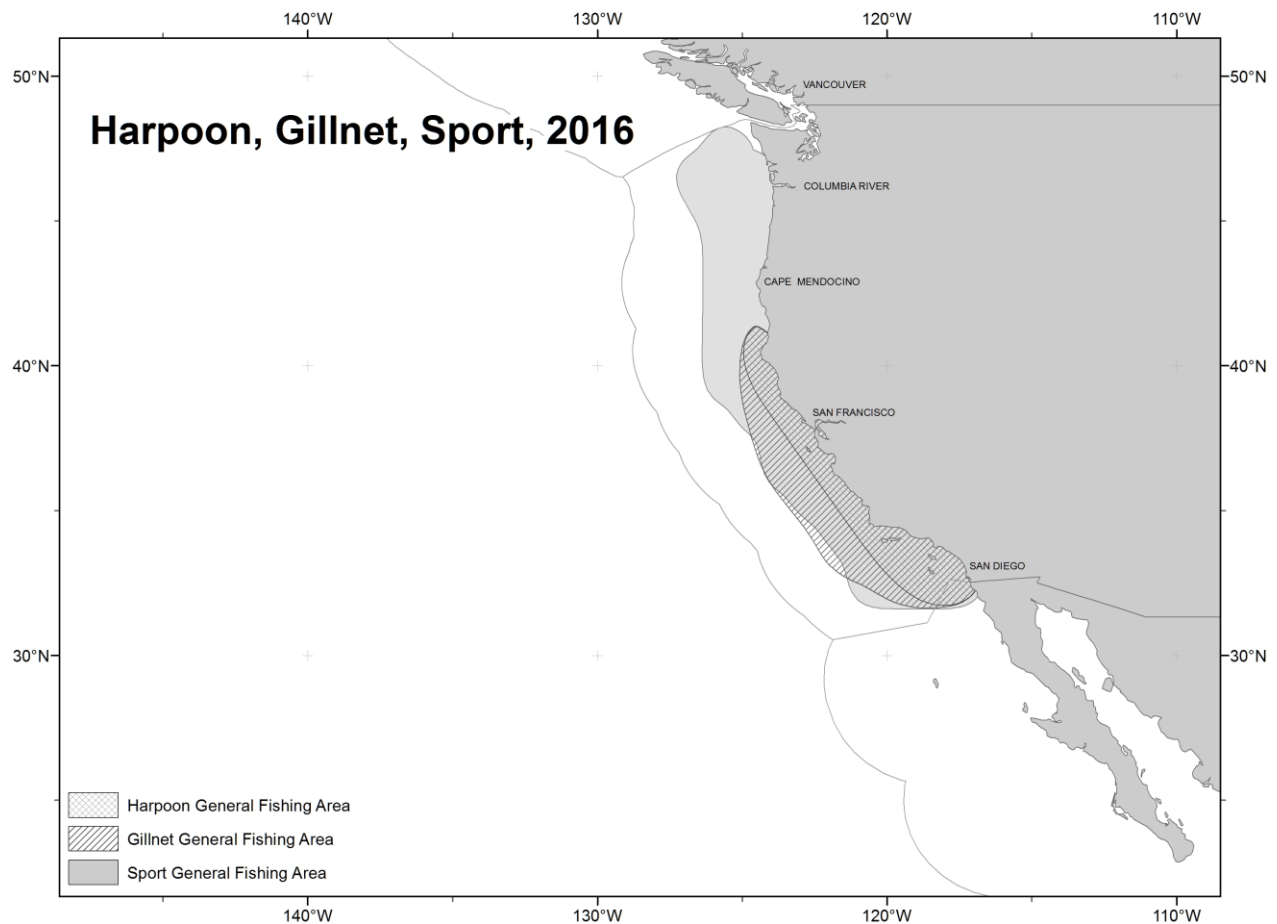 140°W 130°W 120°W 110°W
50°N 50°N
VANCOUVER
Harpoon, Gillnet, Sport, 2016
COLUMBIA RIVER
CAPE MENDOCINO
40°N 40°N
SAN FRANCISCO
SAN DIEGO
30°N 30°N
Harpoon General Fishing Area
Gillnet General Fishing Area
Sport General Fishing Area
140°W 130°W 120°W 110°W